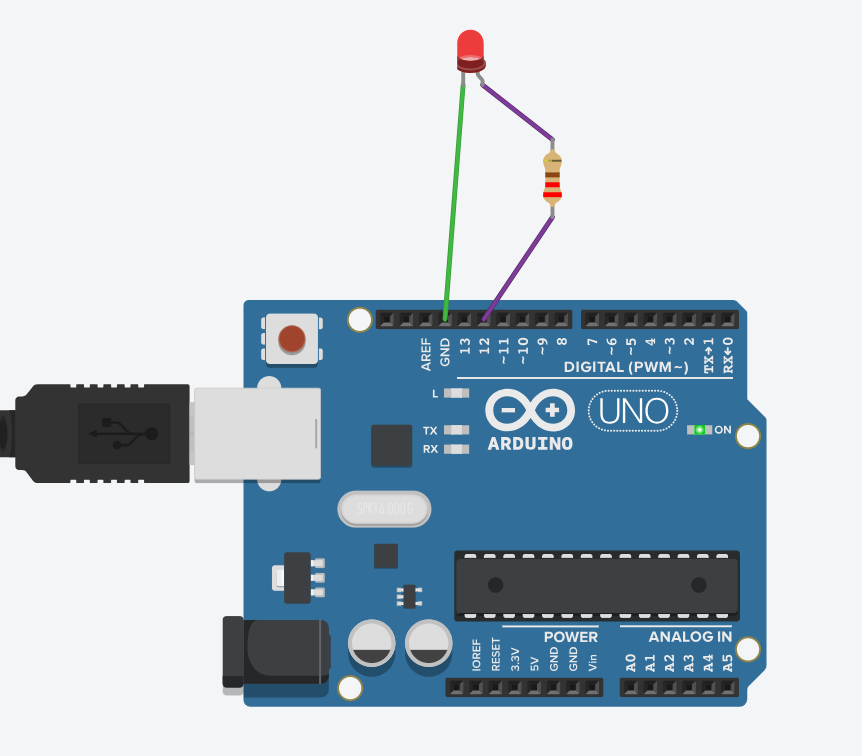 AREF
GND
13
12
~11
~10
~9
8
7
~6
~5
4
~3
2
TX→1
RX←0
DIGITAL (PWM~)
L
TX
RX
ARDUINO
UNO
ON
SPK16.000G
POWER
ANALOG IN
IOREF
RESET
3.3V
5V
GND
GND
Vin
A0
A1
A2
A3
A4
A5